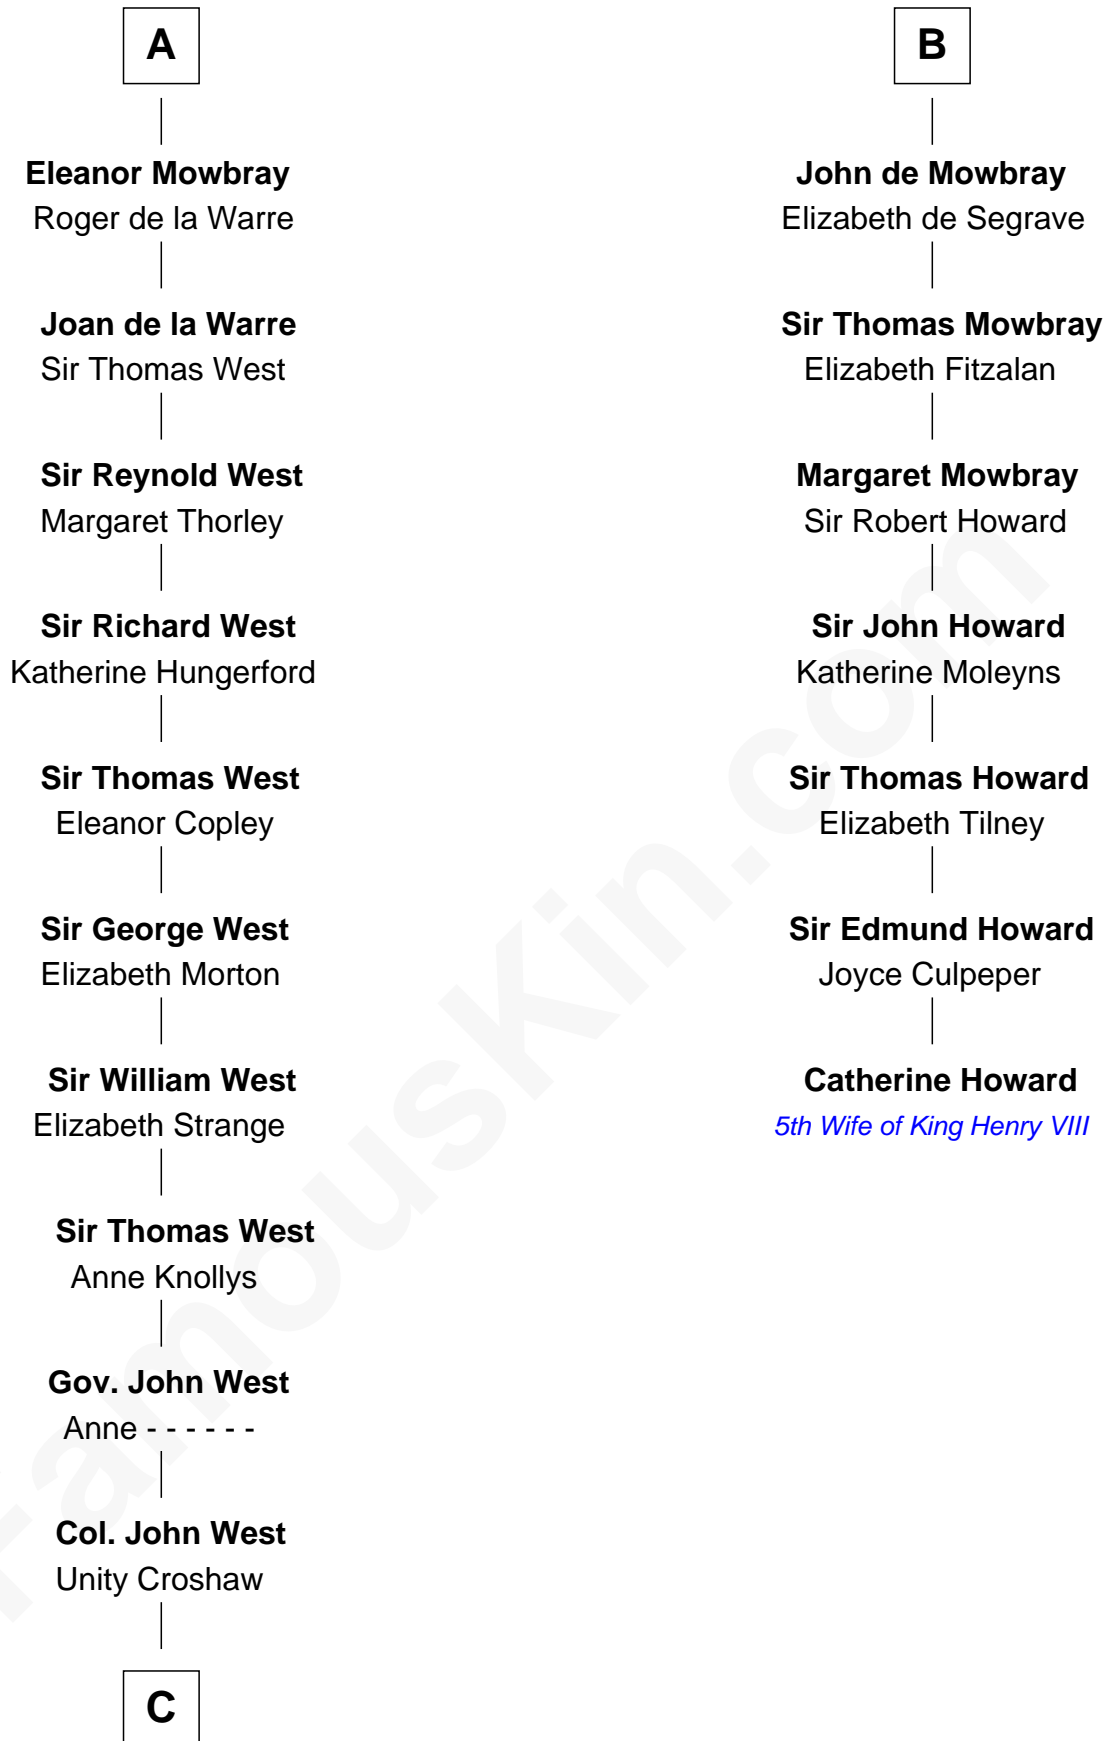 A
Eleanor Mowbray
Roger de la Warre
Joan de la Warre
Sir Thomas West
Sir Reynold West
Margaret Thorley
Sir Richard West
Katherine Hungerford
Sir Thomas West
Eleanor Copley
Sir George West
Elizabeth Morton
Sir William West
Elizabeth Strange
Sir Thomas West
Anne Knollys
Gov. John West
Anne - - - - - -
Col. John West
Unity Croshaw
C
B
John de Mowbray
Elizabeth de Segrave
Sir Thomas Mowbray
Elizabeth Fitzalan
Margaret Mowbray
Sir Robert Howard
Sir John Howard
Katherine Moleyns
Sir Thomas Howard
Elizabeth Tilney
Sir Edmund Howard
Joyce Culpeper
Catherine Howard
5th Wife of King Henry VIII
FamousKin.com